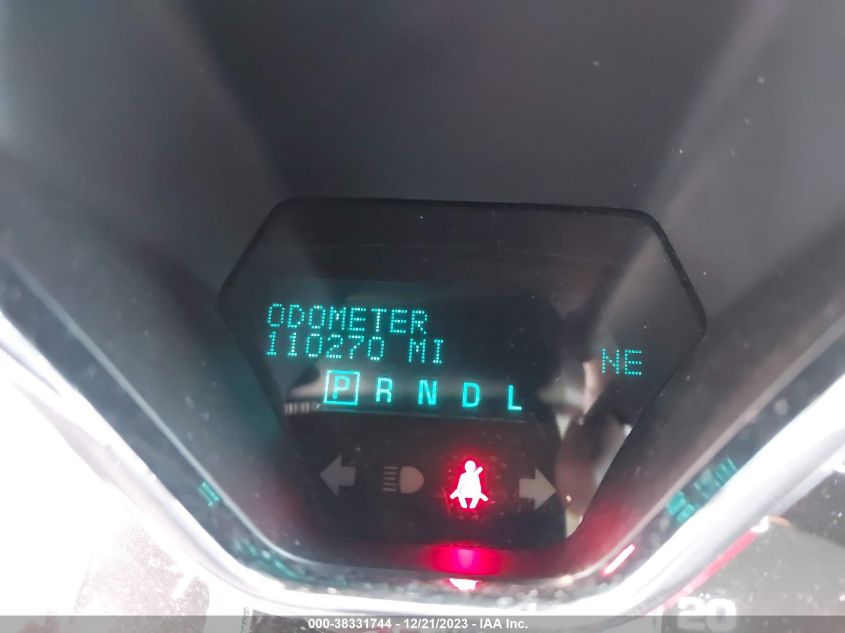 ODOMETER
110270 MI
NE
P R N D L
20
000-38331744 - 12/21/2023 - IAA Inc.